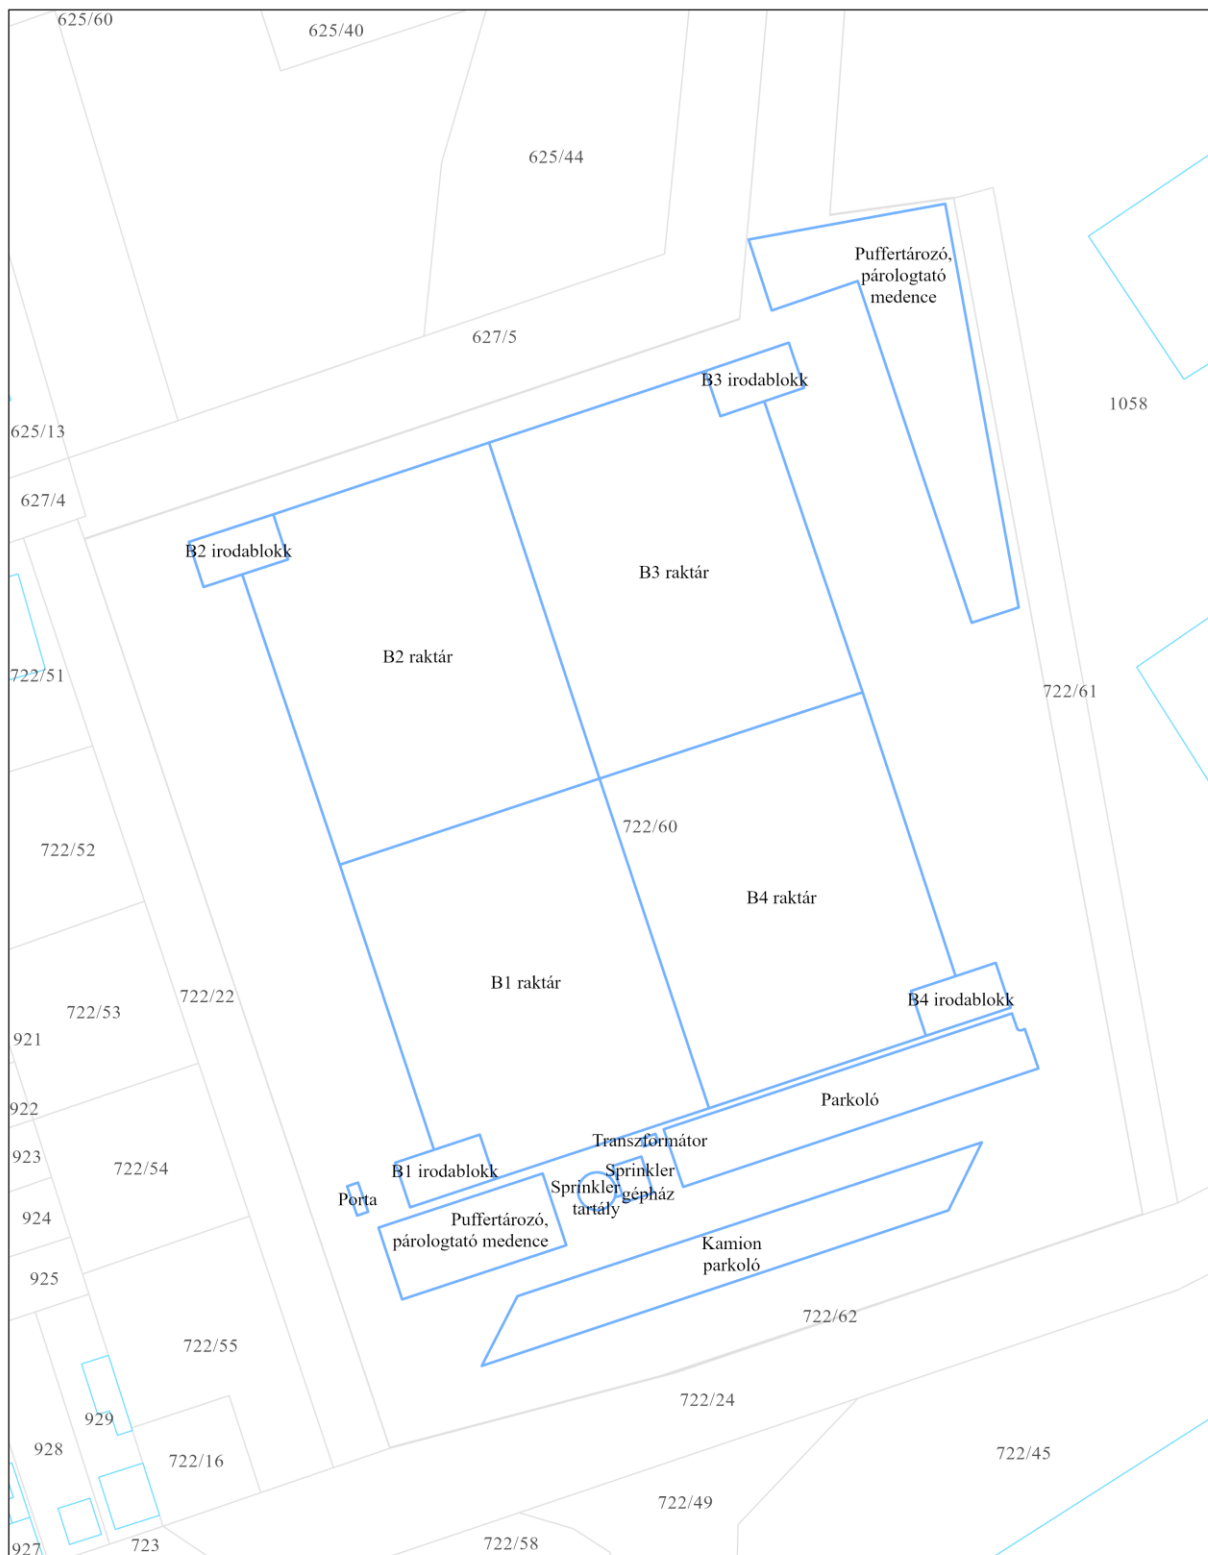 625/60
625/40
625/44
Puffertározó,
párologtató
medence
627/5
B3 irodablokk
1058
625/13
627/4
B2 irodablokk
B3 raktár
B2 raktár
722/51
722/61
722/60
722/52
B4 raktár
B1 raktár
722/22
B4 irodablokk
722/53
921
Parkoló
922
Transzformátor
923
722/54
B1 irodablokk
Sprinkler
gépház
Sprinkler
tartály
Porta
924
Puffertározó,
párologtató medence
Kamion
parkoló
925
722/62
722/55
722/24
929
928
722/16
722/45
722/49
927
723
722/58